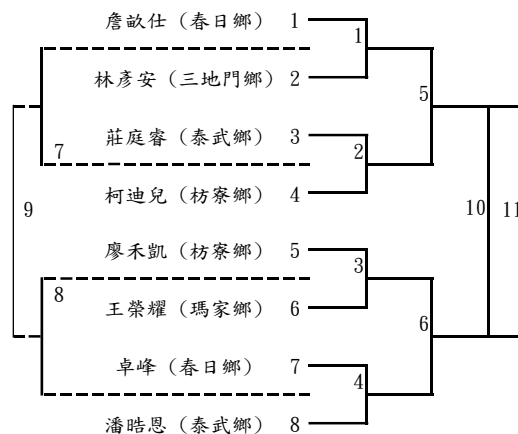 詹畝仕 (春日鄉) 1
1
林彥安 (三地門鄉) 2
5
莊庭睿 (泰武鄉) 3
7
2
柯迪兒 (枋寮鄉) 4
9
10
11
廖禾凱 (枋寮鄉) 5
8
3
王榮耀 (瑪家鄉) 6
6
卓峰 (春日鄉) 7
4
潘晧恩 (泰武鄉) 8